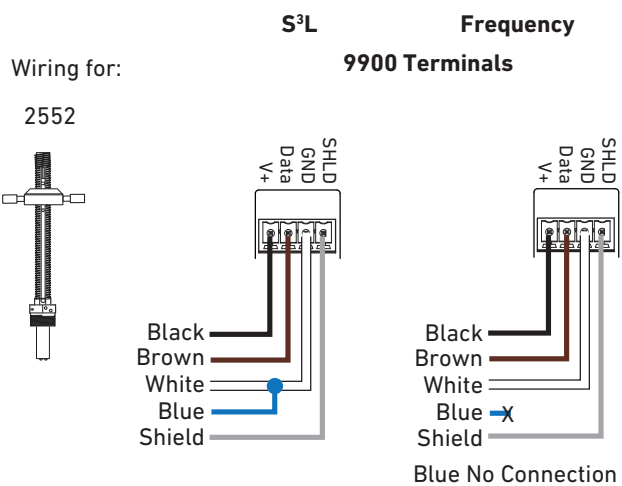 S³L Frequency
Wiring for: 9900 Terminals
2552
V+ Data GND SHLD
V+ Data GND SHLD
Black
Brown
White
Blue
Shield
Black
Brown
White
Blue X
Shield
Blue No Connection